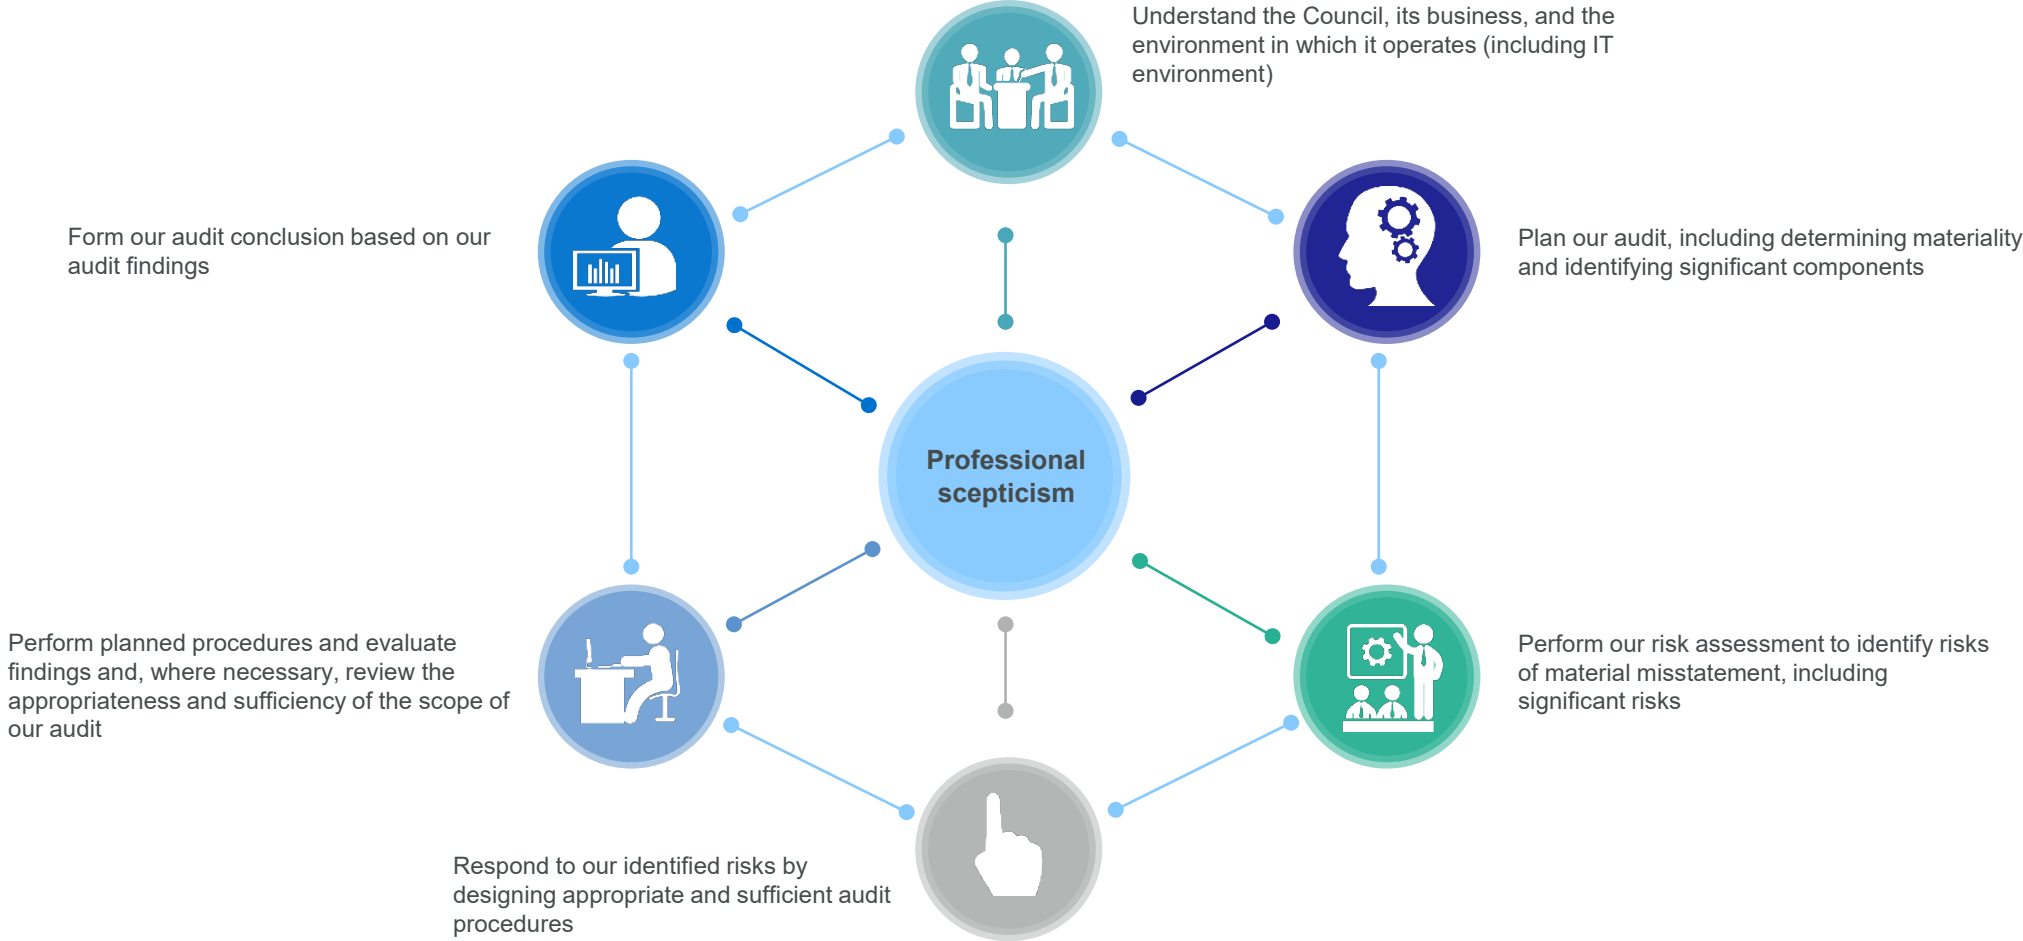 Understand the Council, its business, and the
environment in which it operates (including IT
environment)
Plan our audit, including determining materiality
and identifying significant components
Perform our risk assessment to identify risks
of material misstatement, including
significant risks
Respond to our identified risks by
designing appropriate and sufficient audit
procedures
Perform planned procedures and evaluate
findings and, where necessary, review the
appropriateness and sufficiency of the scope of
our audit
Form our audit conclusion based on our
audit findings
Professional
scepticism